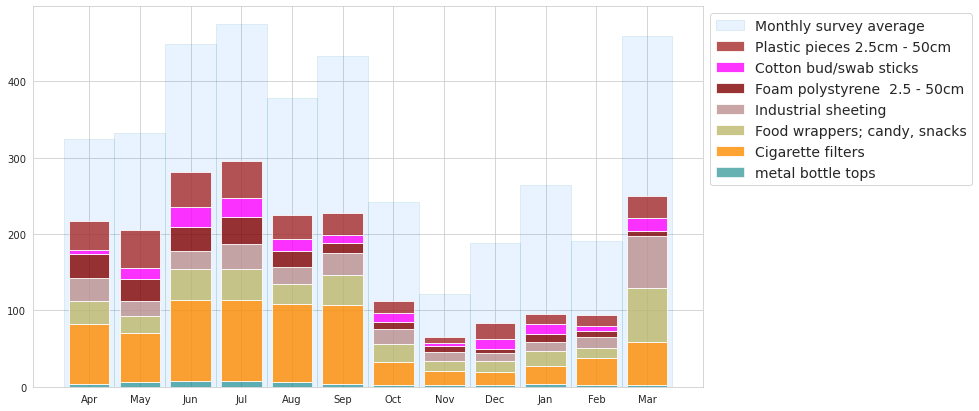 Monthly survey average
Plastic pieces 2.5cm - 50cm
Cotton bud/swab sticks
Foam polystyrene  2.5 - 50cm
Industrial sheeting
Food wrappers; candy, snacks
Cigarette filters
metal bottle tops
400
300
200
100
0
Apr May Jun Jul Aug Sep Oct Nov Dec Jan Feb Mar